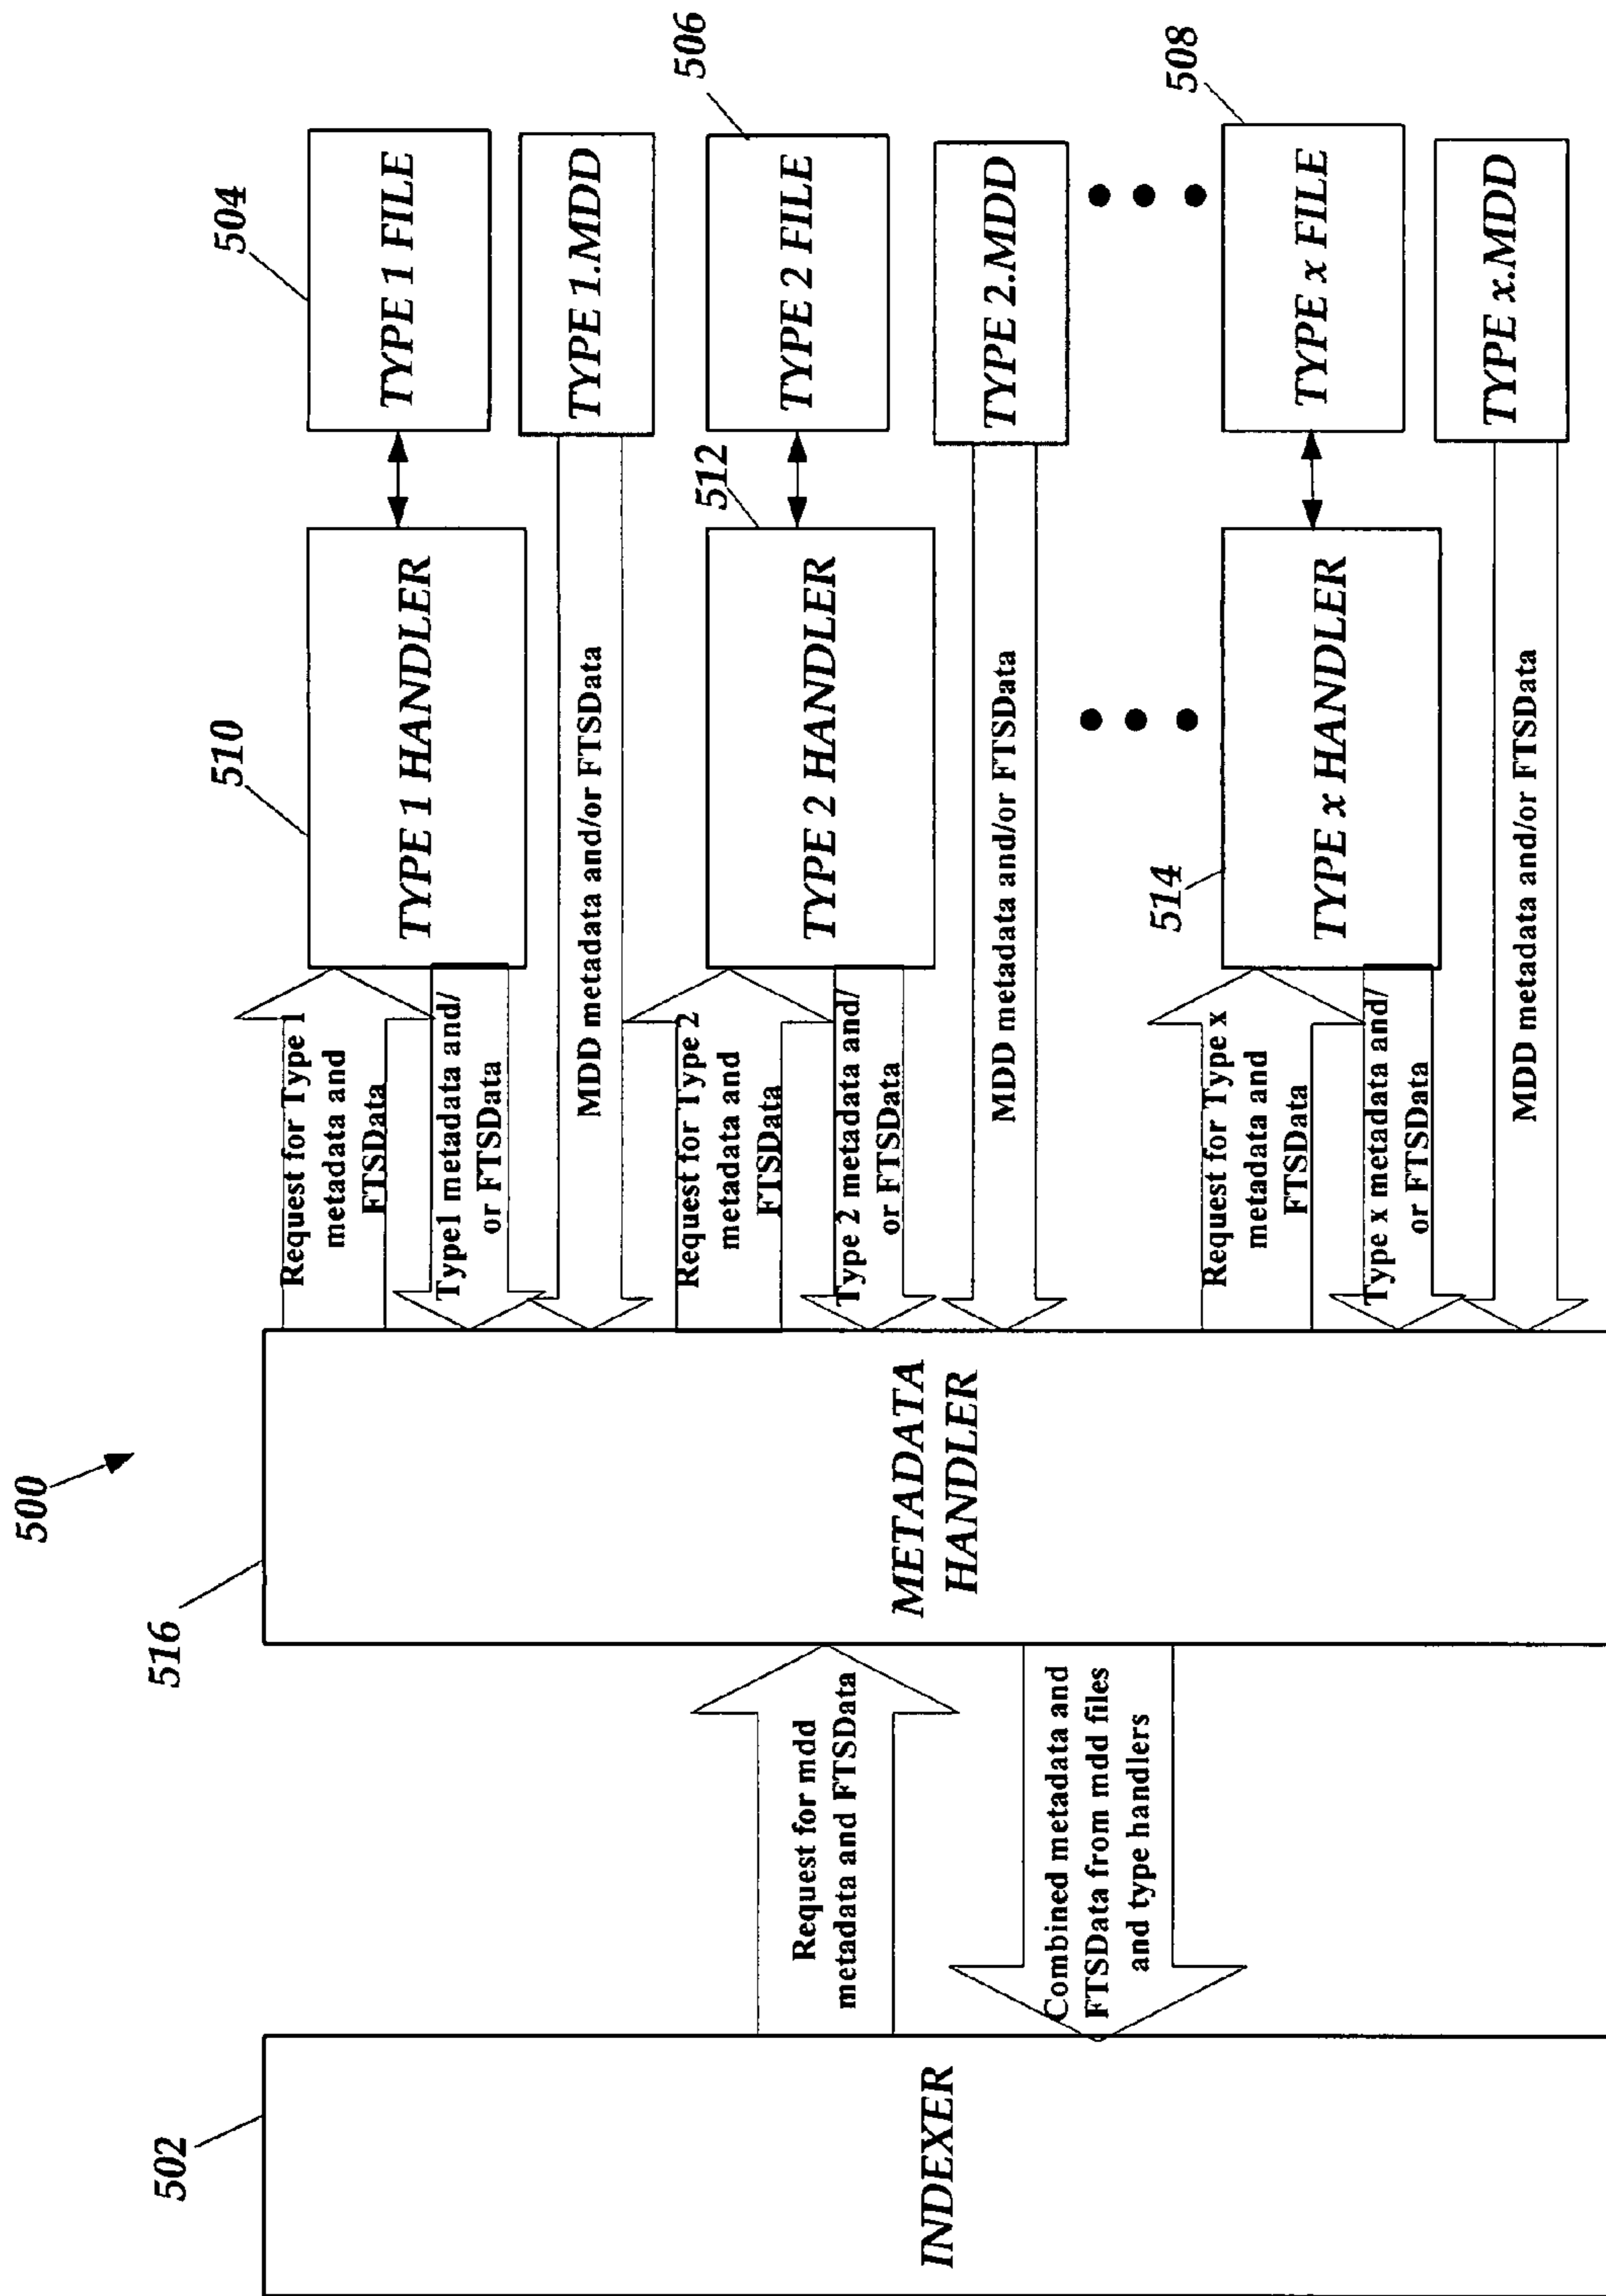 500
502
INDEXER
Request for mdd
metadata and FTSData
Combined metadata and
FTSData from mdd files
and type handlers
516
METADATA
HANDLER
Request for Type 1
metadata and
FTSData
Type1 metadata and/
or FTSData
MDD metadata and/or FTSData
510
TYPE 1 HANDLER
504
TYPE 1 FILE
TYPE 1.MDD
Request for Type 2
metadata and
FTSData
Type 2 metadata and/
or FTSData
MDD metadata and/or FTSData
512
TYPE 2 HANDLER
506
TYPE 2 FILE
TYPE 2.MDD
Request for Type x
metadata and
FTSData
Type x metadata and/
or FTSData
MDD metadata and/or FTSData
514
TYPE x HANDLER
508
TYPE x FILE
TYPE x.MDD